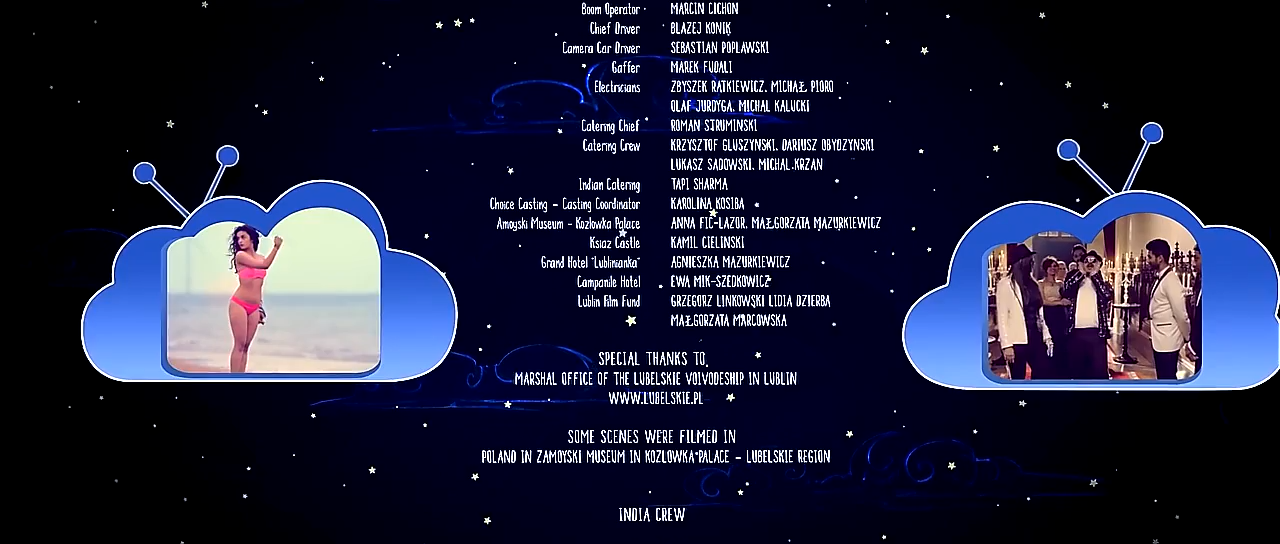 Boom Operator MARCIN CICHON
Chief Driver BLAZEJ KONIK
Camera Car Driver SEBASTIAN POPLAWSKI
Gaffer MAREK FUDALI
Electricians ZBYSZEK RATKIEWICZ, MICHAŁ PIORO
OLAF JURDYGA, MICHAL KALUCKI
Catering Chief ROMAN STRUMINSKI
Catering Crew KRZYSZTOF GLUSZYNSKI, DARIUSZ OBYDZYNSKI
LUKASZ SADOWSKI, MICHAL KRZAN
Indian Catering TAPI SHARMA
Choice Casting - Casting Coordinator KAROLINA KOSIBA
Amoyski Museum - Kozlowka Palace ANNA FIC-LAZOR, MAŁGORZATA MAZURKIEWICZ
Ksiaz Castle KAMIL CIELINSKI
Grand Hotel "Lublinianka" AGNIESZKA MAZURKIEWICZ
Campanile Hotel EWA MIK-SZEDKOWICZ
Lublin Film Fund GRZEGORZ LINKOWSKI LIDIA DZIERBA
MAŁGORZATA MARCOWSKA
SPECIAL THANKS TO,
MARSHAL OFFICE OF THE LUBELSKIE VOLVODESHIP IN LUBLIN
WWW.LUBELSKIE.PL
SOME SCENES WERE FILMED IN
POLAND IN ZAMOYSKI MUSEUM IN KOZLOWKA PALACE - LUBELSKIE REGION
INDIA CREW